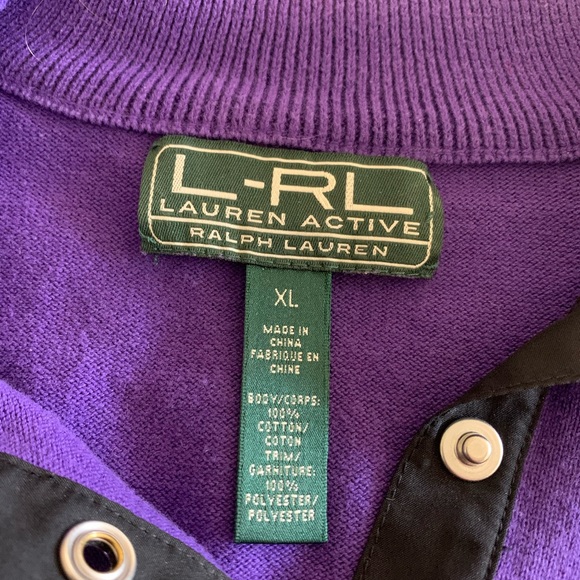 L-RL
LAUREN ACTIVE
RALPH LAUREN
XL
MADE IN
CHINA
FABRIQUE EN
CHINE
BODY/CORPS:
100%
COTTON/
COTON
TRIM/
GARNITURE:
100%
POLYESTER/
POLYESTER